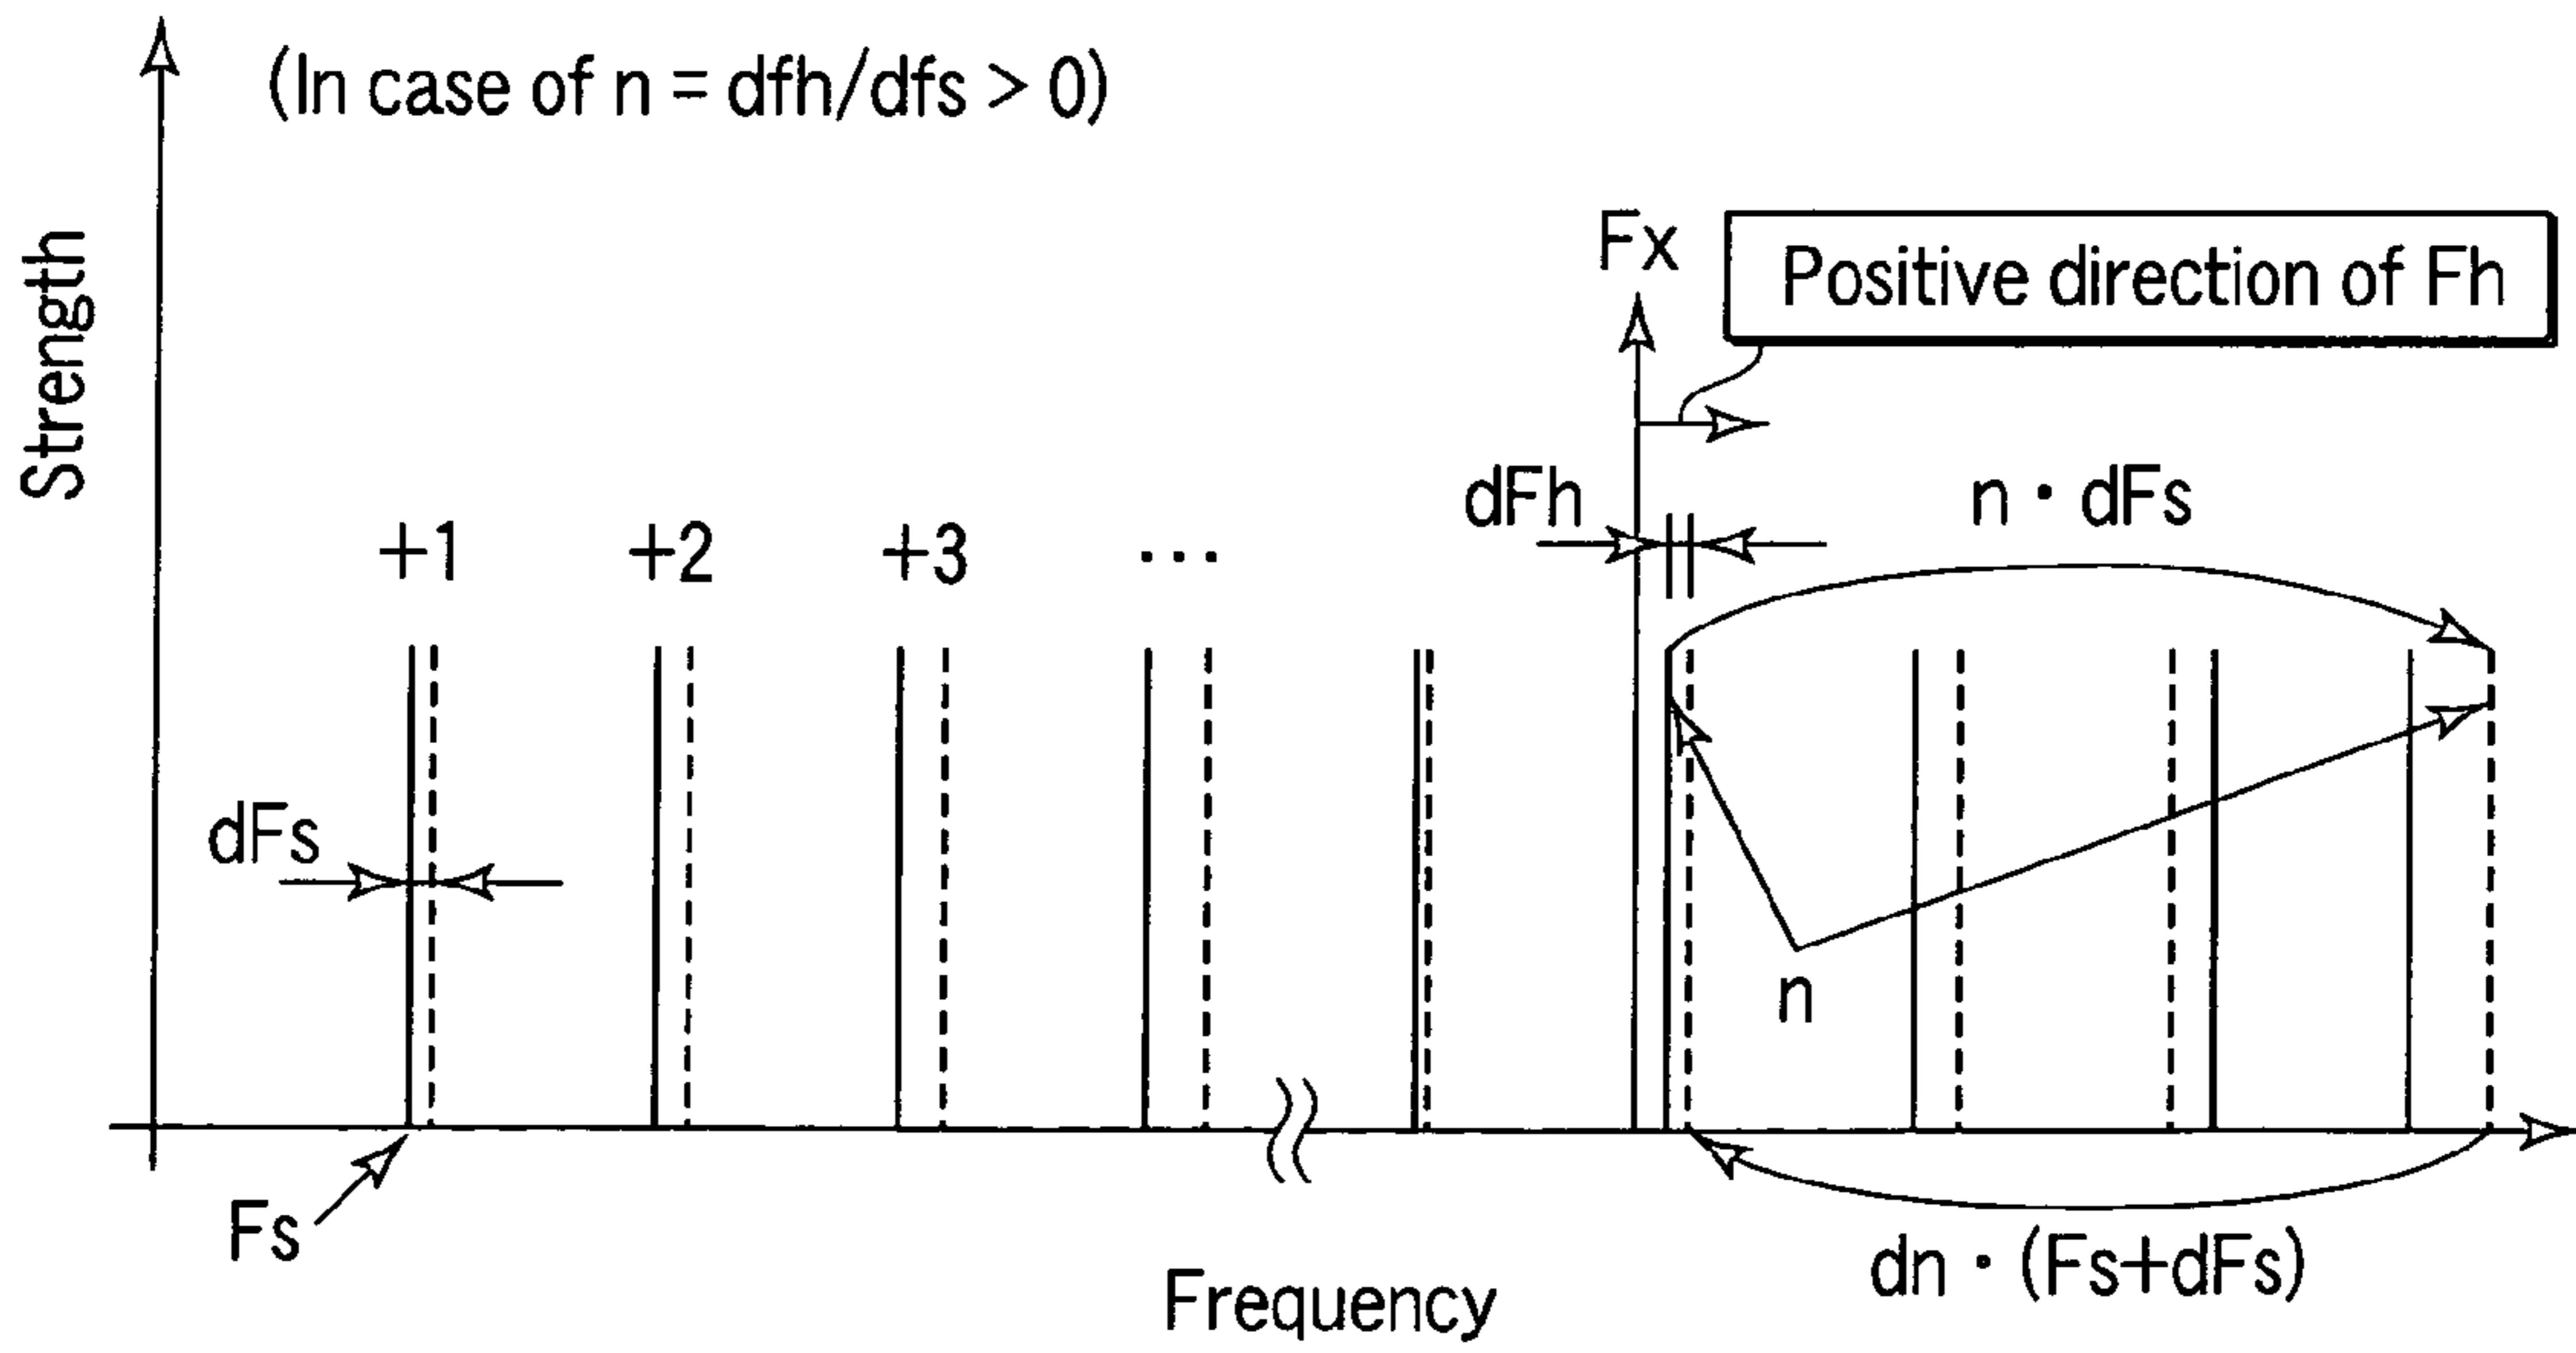 (In case of n = dfh/dfs > 0)
Strength
Fx
Positive direction of Fh
dFh
n · dFs
+1 +2 +3 ...
dFs
n
Fs
dn · (Fs+dFs)
Frequency